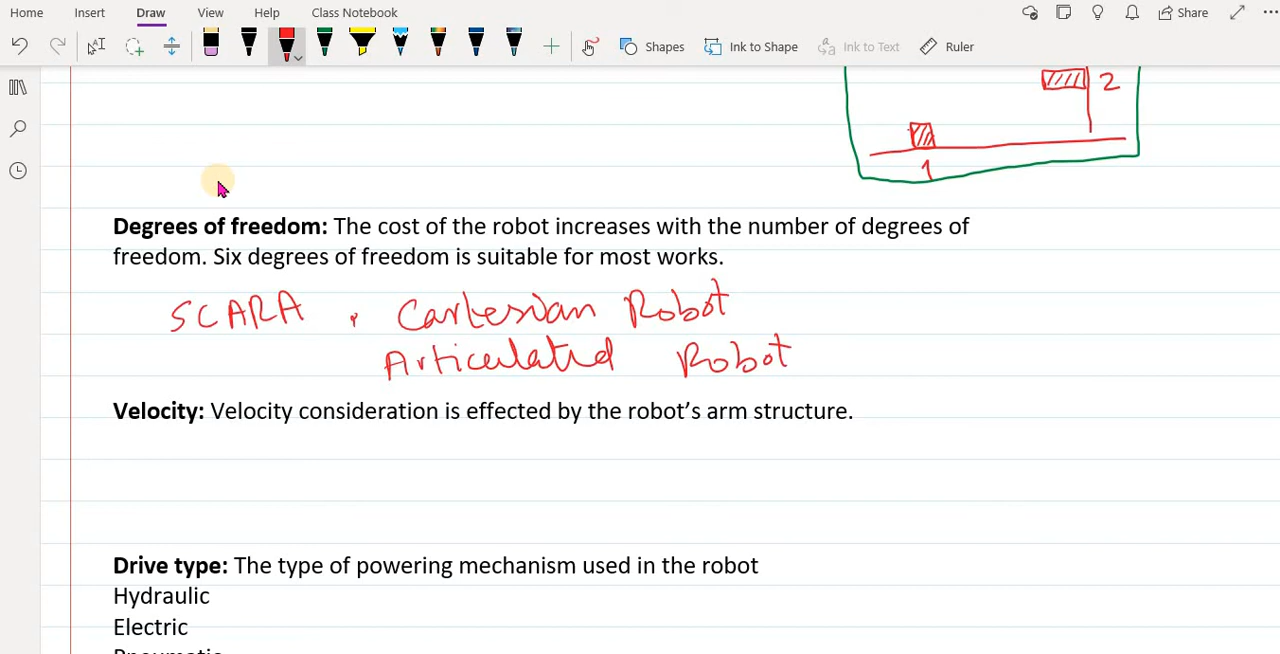 Home Insert Draw View Help Class Notebook Share
Shapes Ink to Shape Ink to Text Ruler
2
1
Degrees of freedom: The cost of the robot increases with the number of degrees of
freedom. Six degrees of freedom is suitable for most works.
SCARA , Cartesian Robot
Articulated Robot
Velocity: Velocity consideration is effected by the robot’s arm structure.
Drive type: The type of powering mechanism used in the robot
Hydraulic
Electric
Pneumatic